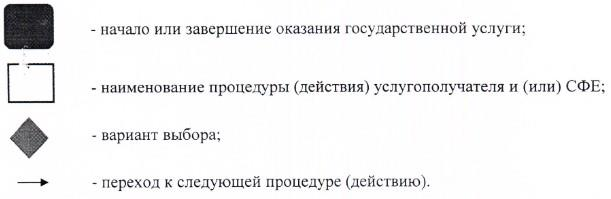 - начало или завершение оказания государственной услуги;
- наименование процедуры (действия) услугополучателя и (или) СФЕ;
- вариант выбора;
- переход к следующей процедуре (действию).